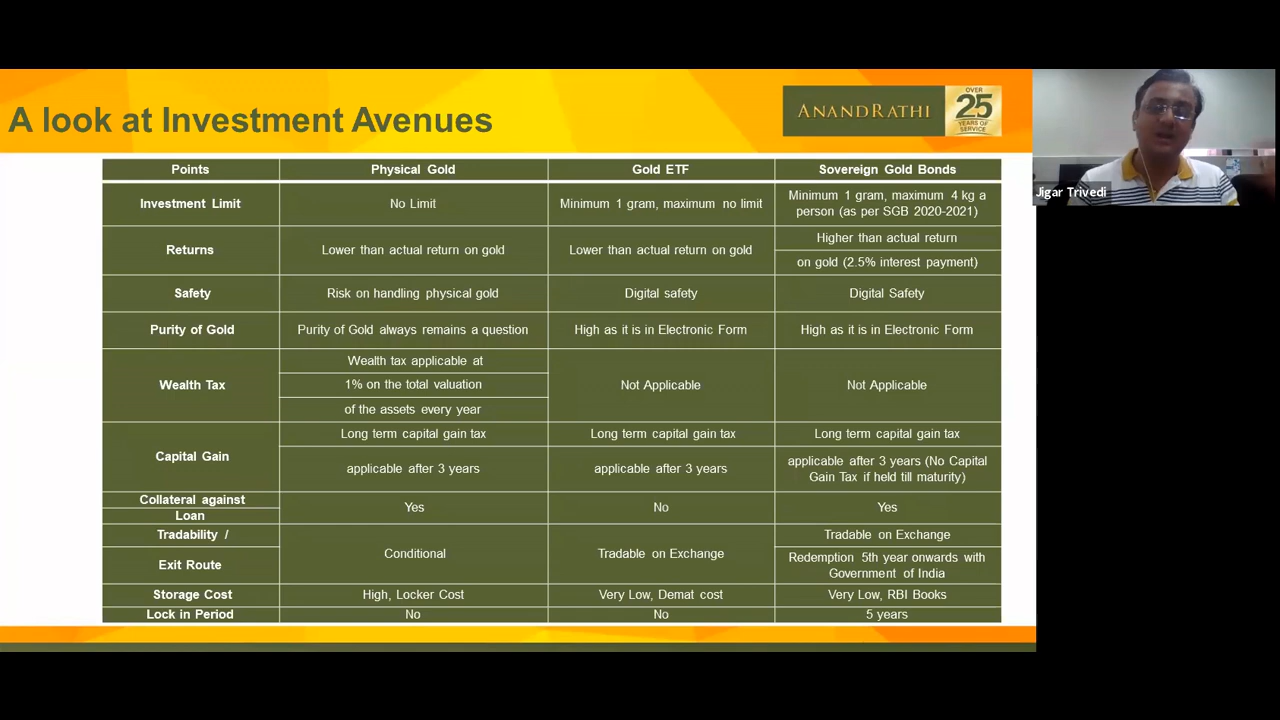 A look at Investment Avenues
ANANDRATHI
OVER
25
YEARS OF
SERVICE
Jigar Trivedi
Points Physical Gold Gold ETF Sovereign Gold Bonds
Investment Limit No Limit Minimum 1 gram, maximum no limit Minimum 1 gram, maximum 4 kg a
person (as per SGB 2020-2021)
Returns Lower than actual return on gold Lower than actual return on gold Higher than actual return
on gold (2.5% interest payment)
Safety Risk on handling physical gold Digital safety Digital Safety
Purity of Gold Purity of Gold always remains a question High as it is in Electronic Form High as it is in Electronic Form
Wealth Tax Wealth tax applicable at
1% on the total valuation
of the assets every year
Not Applicable Not Applicable
Capital Gain Long term capital gain tax
applicable after 3 years
Long term capital gain tax
applicable after 3 years
Long term capital gain tax
applicable after 3 years (No Capital
Gain Tax if held till maturity)
Collateral against
Loan
Yes No Yes
Tradability /
Exit Route
Conditional Tradable on Exchange Tradable on Exchange
Redemption 5th year onwards with
Government of India
Storage Cost High, Locker Cost Very Low, Demat cost Very Low, RBI Books
Lock in Period No No 5 years